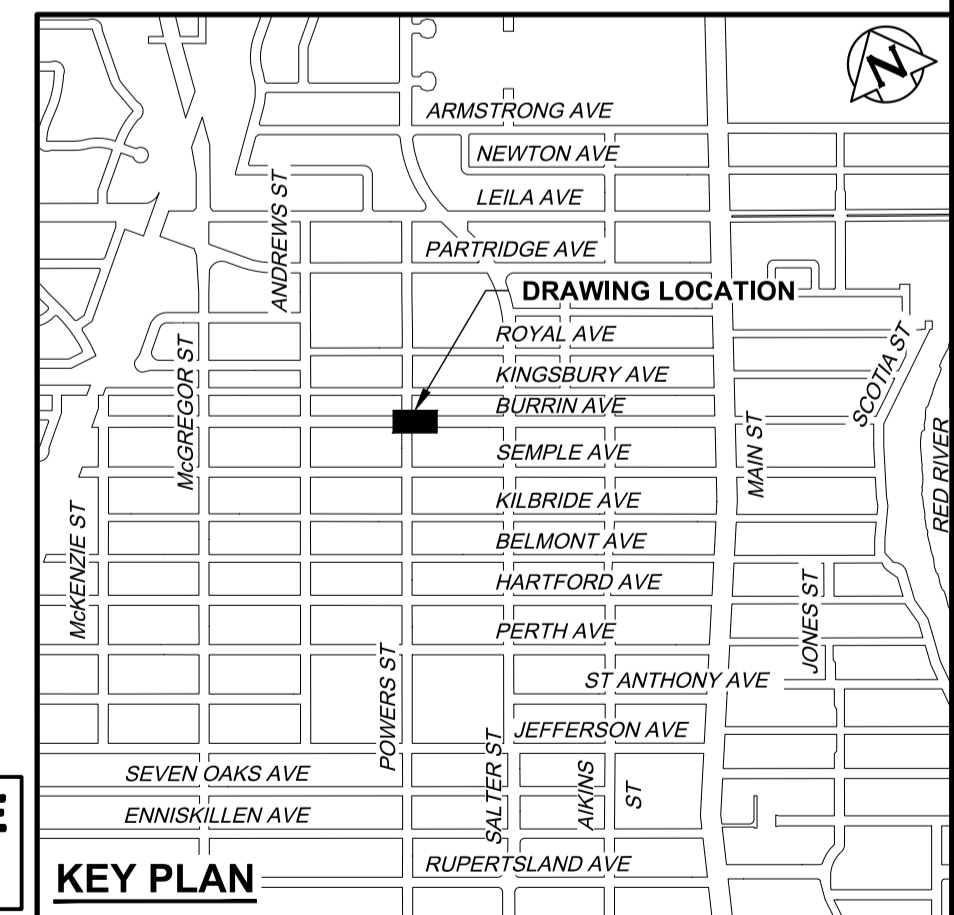 N
ARMSTRONG AVE
NEWTON AVE
LEILA AVE
ANDREWS ST
PARTRIDGE AVE
DRAWING LOCATION
ROYAL AVE
SCOTIA ST
McGREGOR ST
KINGSBURY AVE
BURRIN AVE
MAIN ST
RED RIVER
SEMPLE AVE
KILBRIDE AVE
McKENZIE ST
BELMONT AVE
HARTFORD AVE
JONES ST
PERTH AVE
POWERS ST
ST ANTHONY AVE
JEFFERSON AVE
SEVEN OAKS AVE
SALTER ST
AIKINS
ST
E
ENNISKILLEN AVE
RUPERTSLAND AVE
KEY PLAN